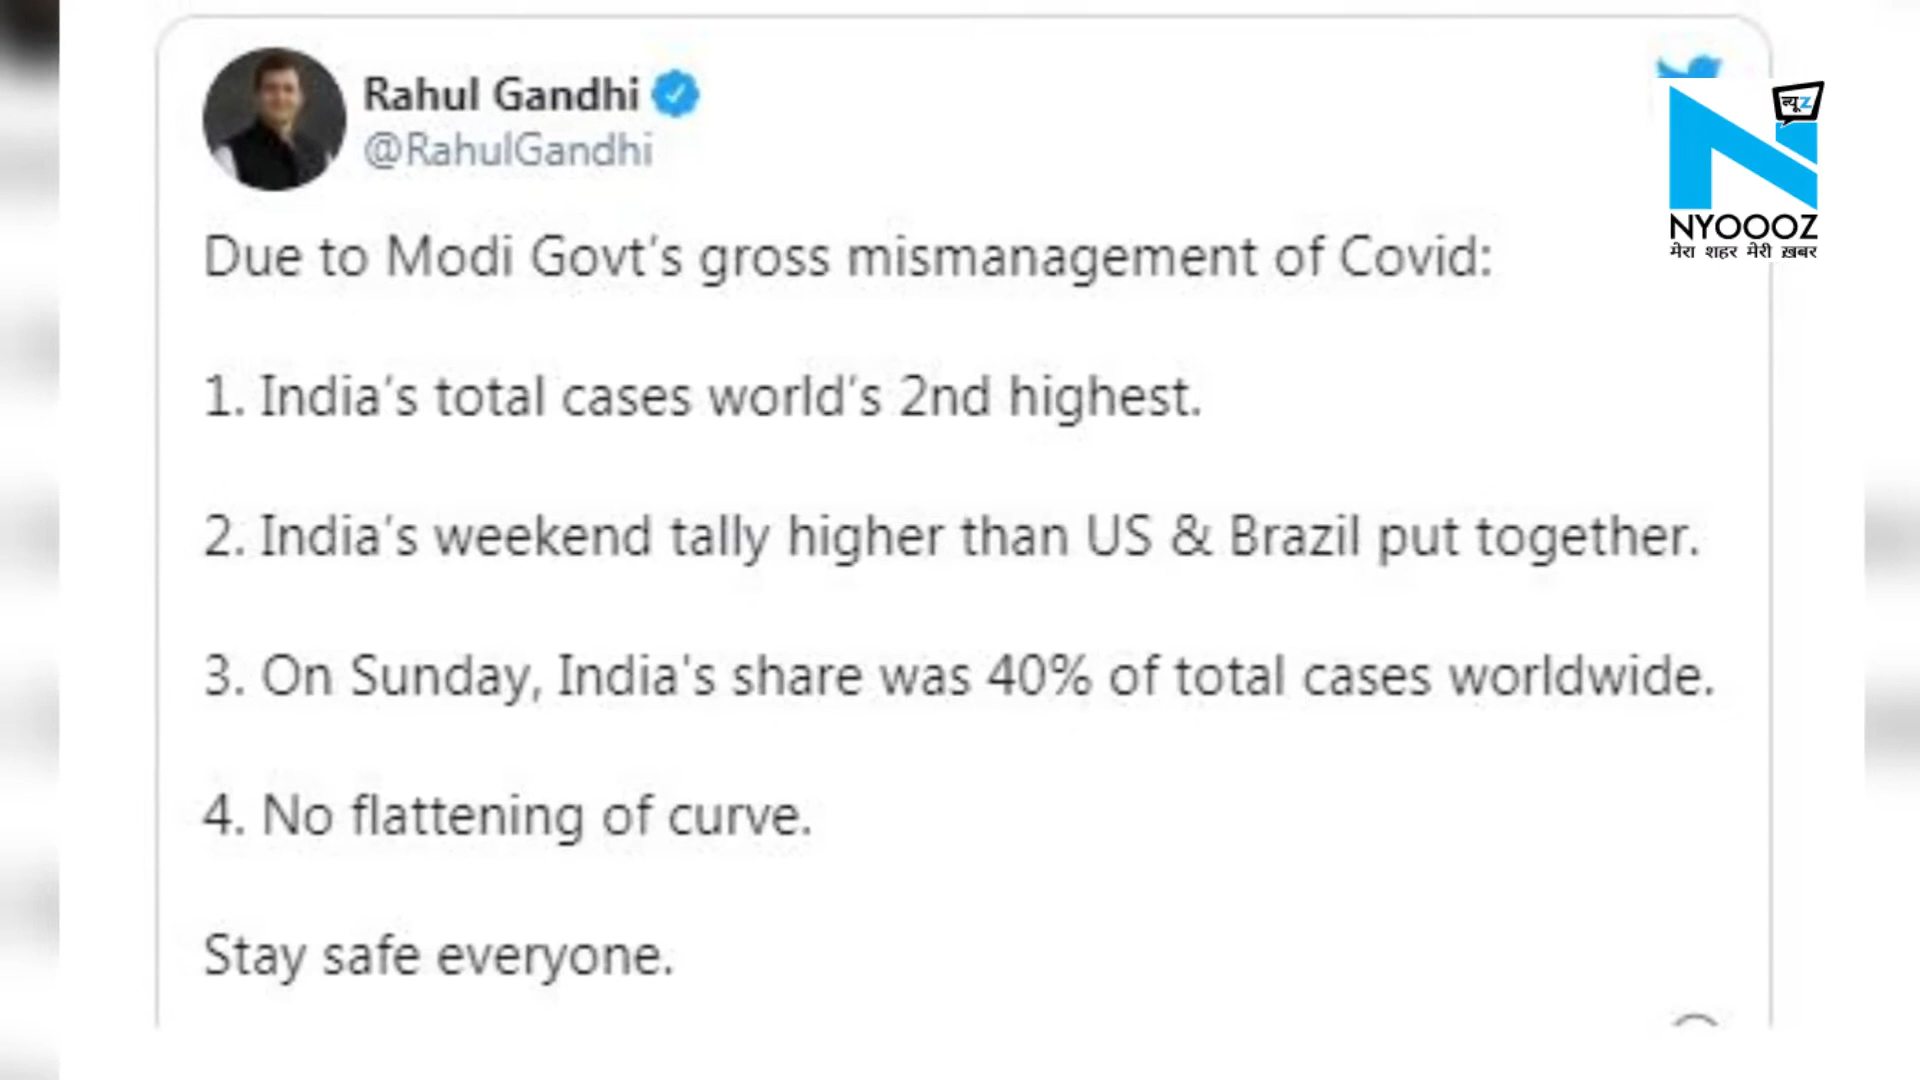 Rahul Gandhi
@RahulGandhi
न्यूZ
NYOOOZ
मेरा शहर मेरी ख़बर
Due to Modi Govt's gross mismanagement of Covid:
1. India's total cases world's 2nd highest.
2. India's weekend tally higher than US & Brazil put together.
3. On Sunday, India's share was 40% of total cases worldwide.
4. No flattening of curve.
Stay safe everyone.